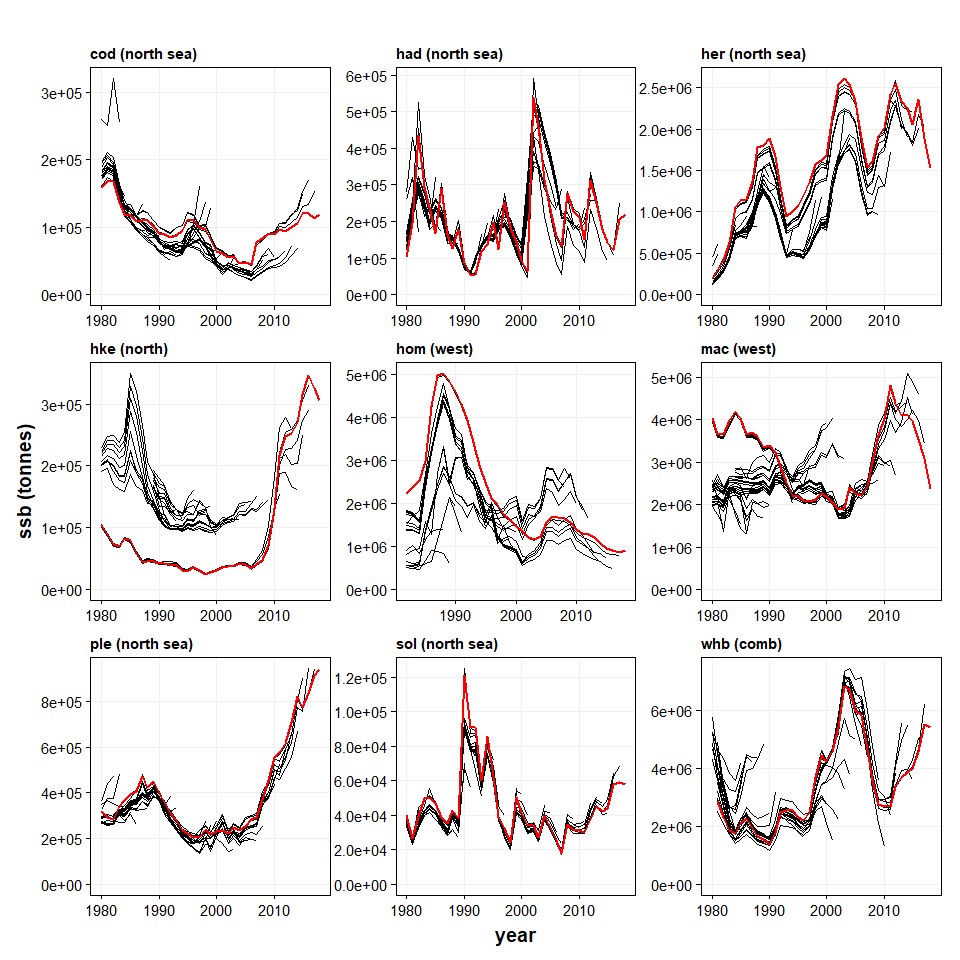 cod (north sea) had (north sea) her (north sea)
3e+05
2e+05
1e+05
0e+00
1980 1990 2000 2010
6e+05
5e+05
4e+05
3e+05
2e+05
1e+05
0e+00
1980 1990 2000 2010
2.5e+06
2.0e+06
1.5e+06
1.0e+06
5.0e+05
0.0e+00
1980 1990 2000 2010
hke (north) hom (west) mac (west)
3e+05
2e+05
1e+05
0e+00
1980 1990 2000 2010
5e+06
4e+06
3e+06
2e+06
1e+06
0e+00
1990 2000 2010
5e+06
4e+06
3e+06
2e+06
1e+06
0e+00
1980 1990 2000 2010
ssb (tonnes)
ple (north sea) sol (north sea) whb (comb)
8e+05
6e+05
4e+05
2e+05
0e+00
1980 1990 2000 2010
1.2e+05
1.0e+05
8.0e+04
6.0e+04
4.0e+04
2.0e+04
0.0e+00
1980 1990 2000 2010
6e+06
4e+06
2e+06
0e+00
1980 1990 2000 2010
year